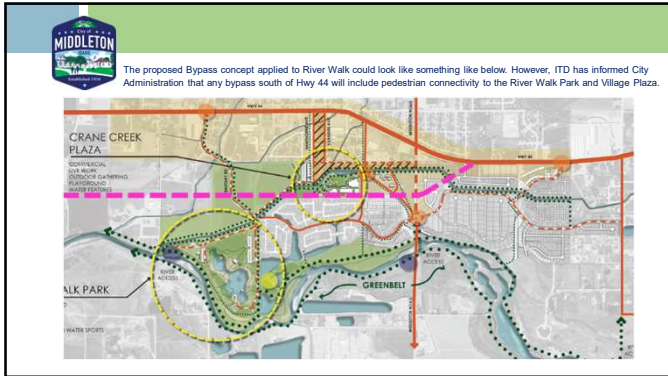 City of
MIDDLETON
IDAHO
The proposed Bypass concept applied to River Walk could look like something like below. However, ITD has informed City
Administration that any bypass south of Hwy 44 will include pedestrian connectivity to the River Walk Park and Village Plaza.
HWY 44
CRANE CREEK
PLAZA
COMMERCIAL
LIVE WORK
OUTDOOR GATHERING
PLAYGROUND
WATER FEATURES
HWY 44
RIVER
ACCESS
RIVER
ACCESS
ALK PARK
GREENBELT
WATER SPORTS